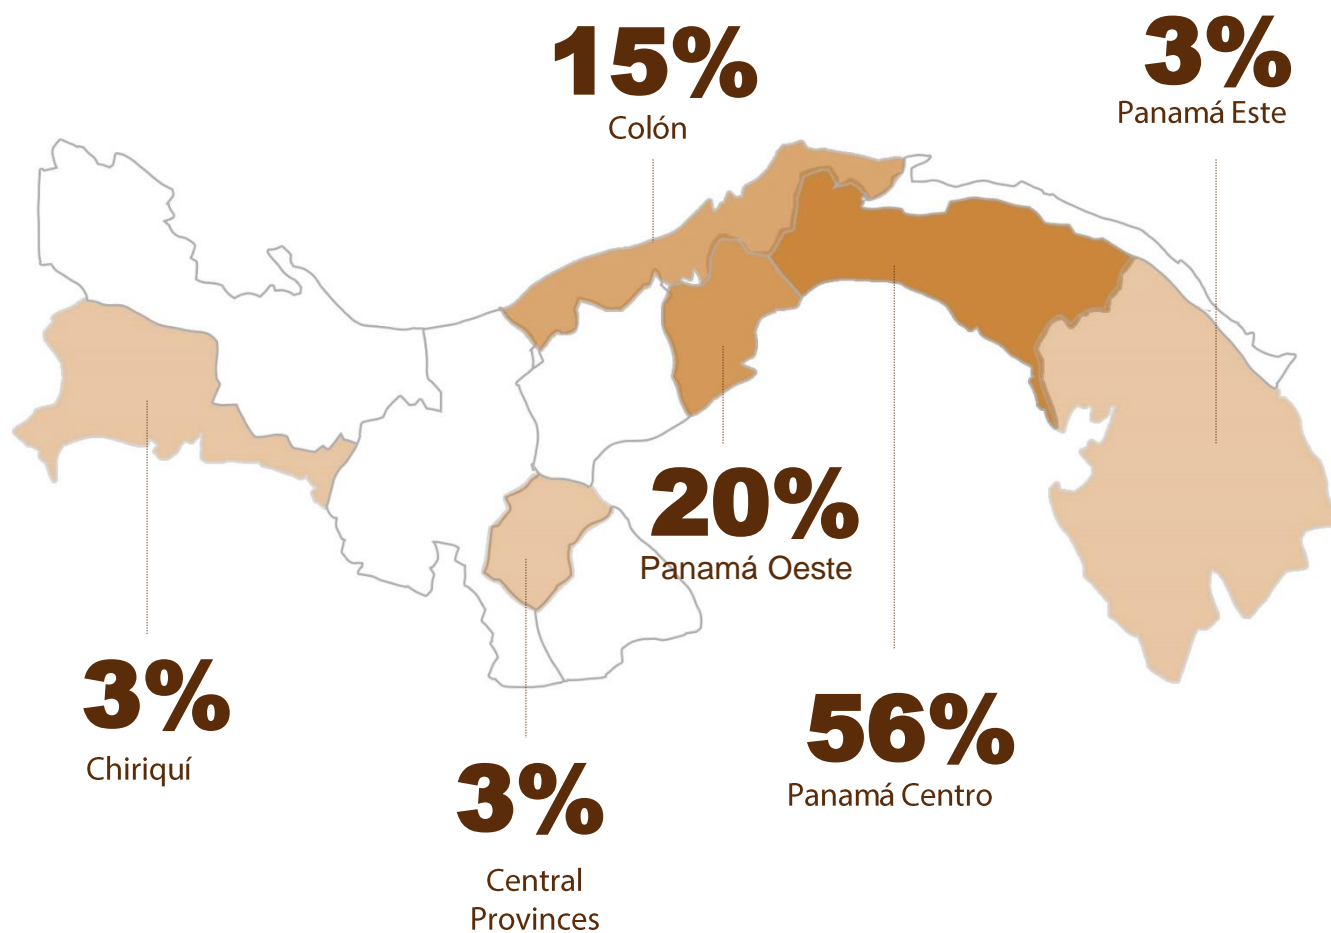 15%
Colón
3%
Panamá Este
20%
Panamá Oeste
3%
Chiriquí
56%
Panamá Centro
3%
Central
Provinces